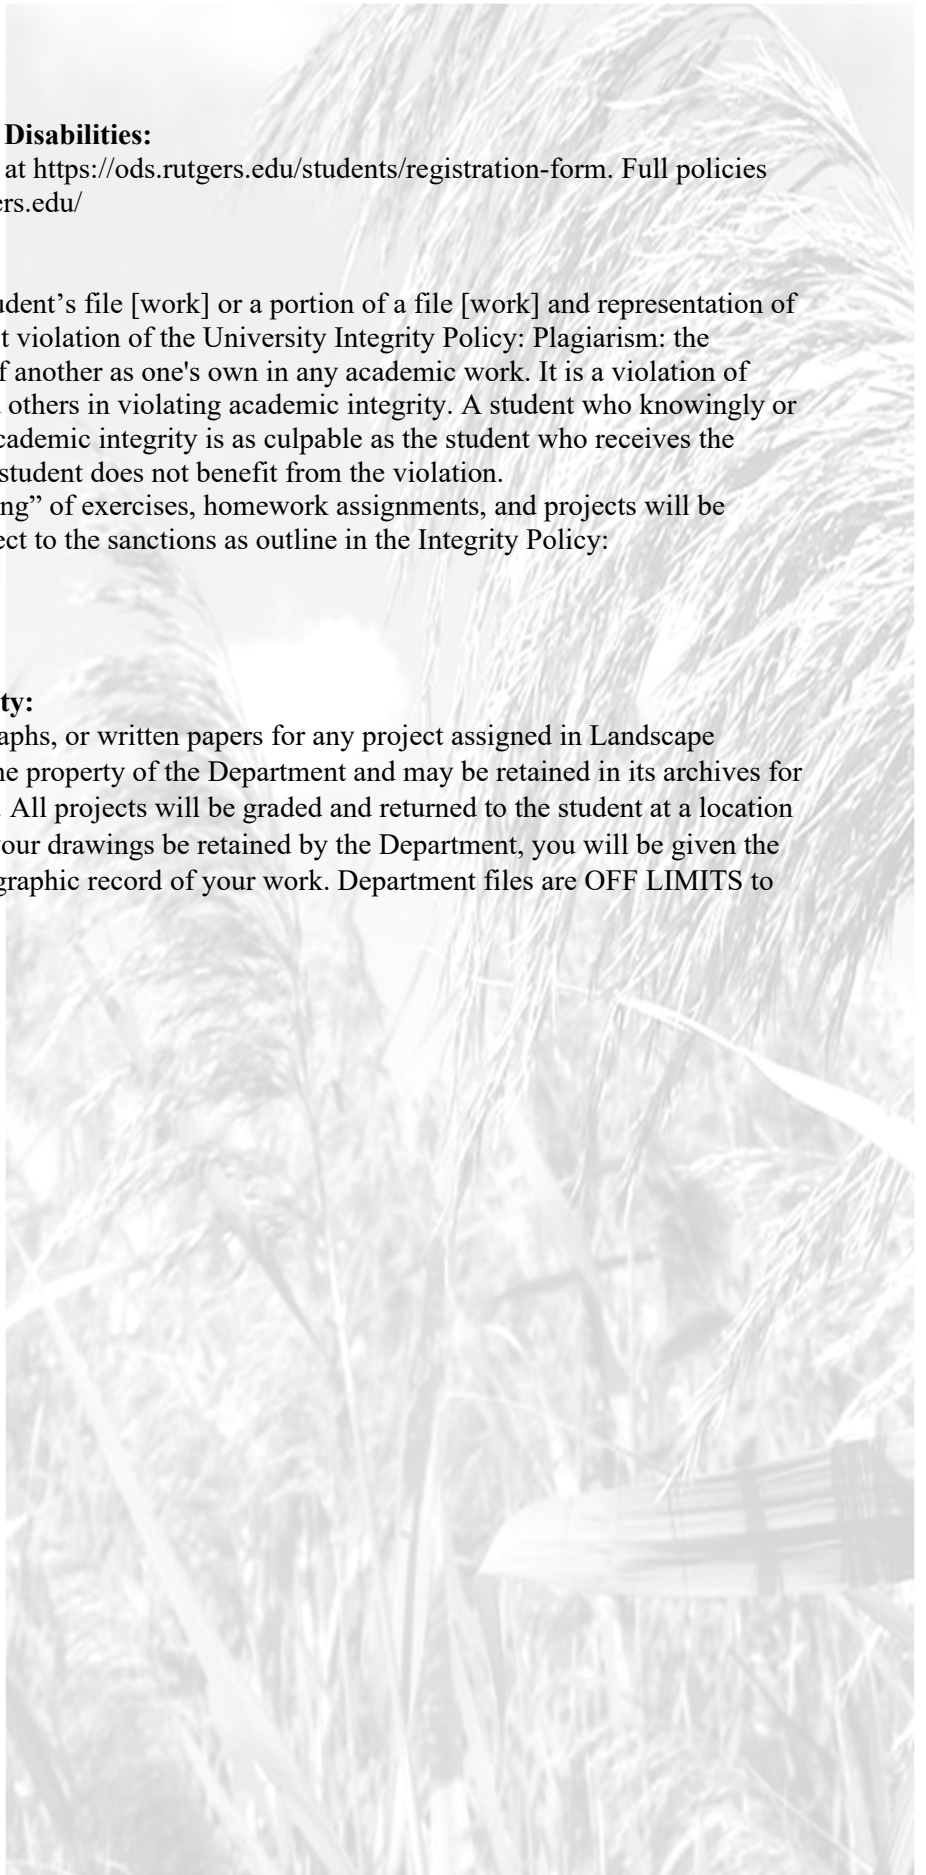 Disabilities:
at https://ods.rutgers.edu/students/registration-form. Full policies
ers.edu/
udent’s file [work] or a portion of a file [work] and representation of
t violation of the University Integrity Policy: Plagiarism: the
f another as one's own in any academic work. It is a violation of
others in violating academic integrity. A student who knowingly or
cademic integrity is as culpable as the student who receives the
student does not benefit from the violation.
ng” of exercises, homework assignments, and projects will be
ect to the sanctions as outline in the Integrity Policy:
ty:
aphs, or written papers for any project assigned in Landscape
ne property of the Department and may be retained in its archives for
. All projects will be graded and returned to the student at a location
your drawings be retained by the Department, you will be given the
graphic record of your work. Department files are OFF LIMITS to